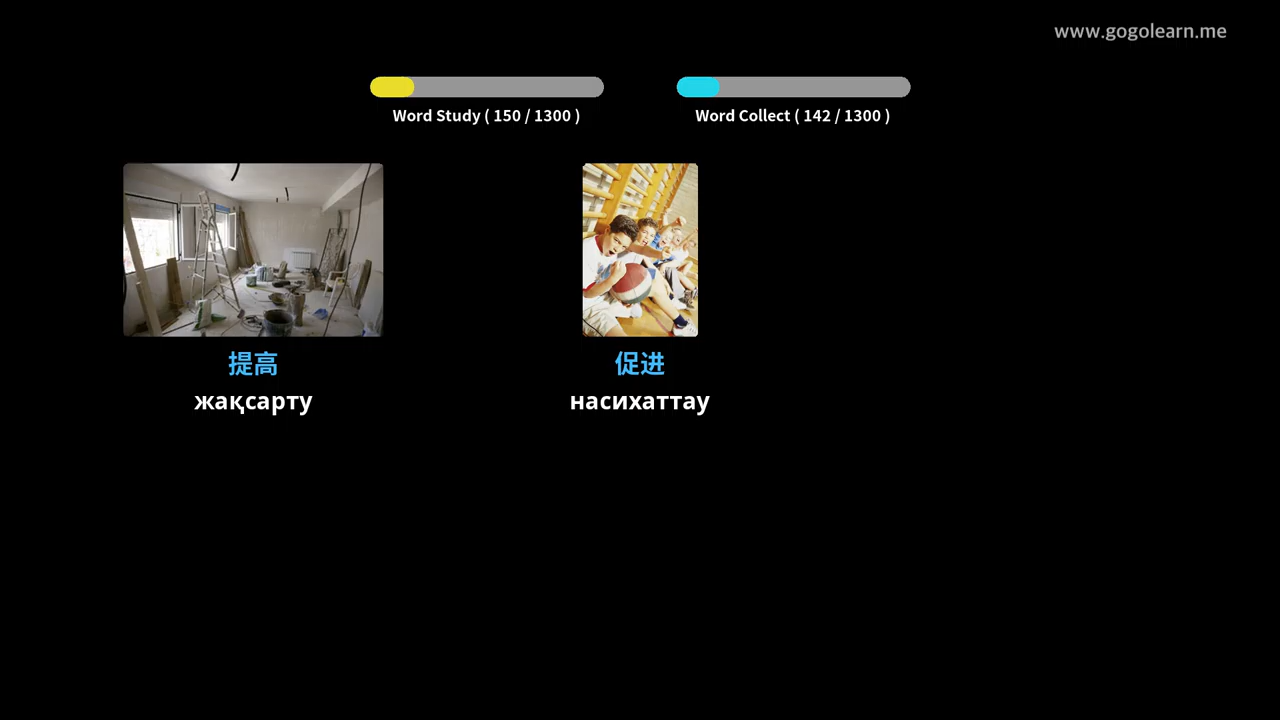 www.gogolearn.me
Word Study ( 150 / 1300 )
Word Collect ( 142 / 1300 )
提高
жақсарту
促进
насихаттау